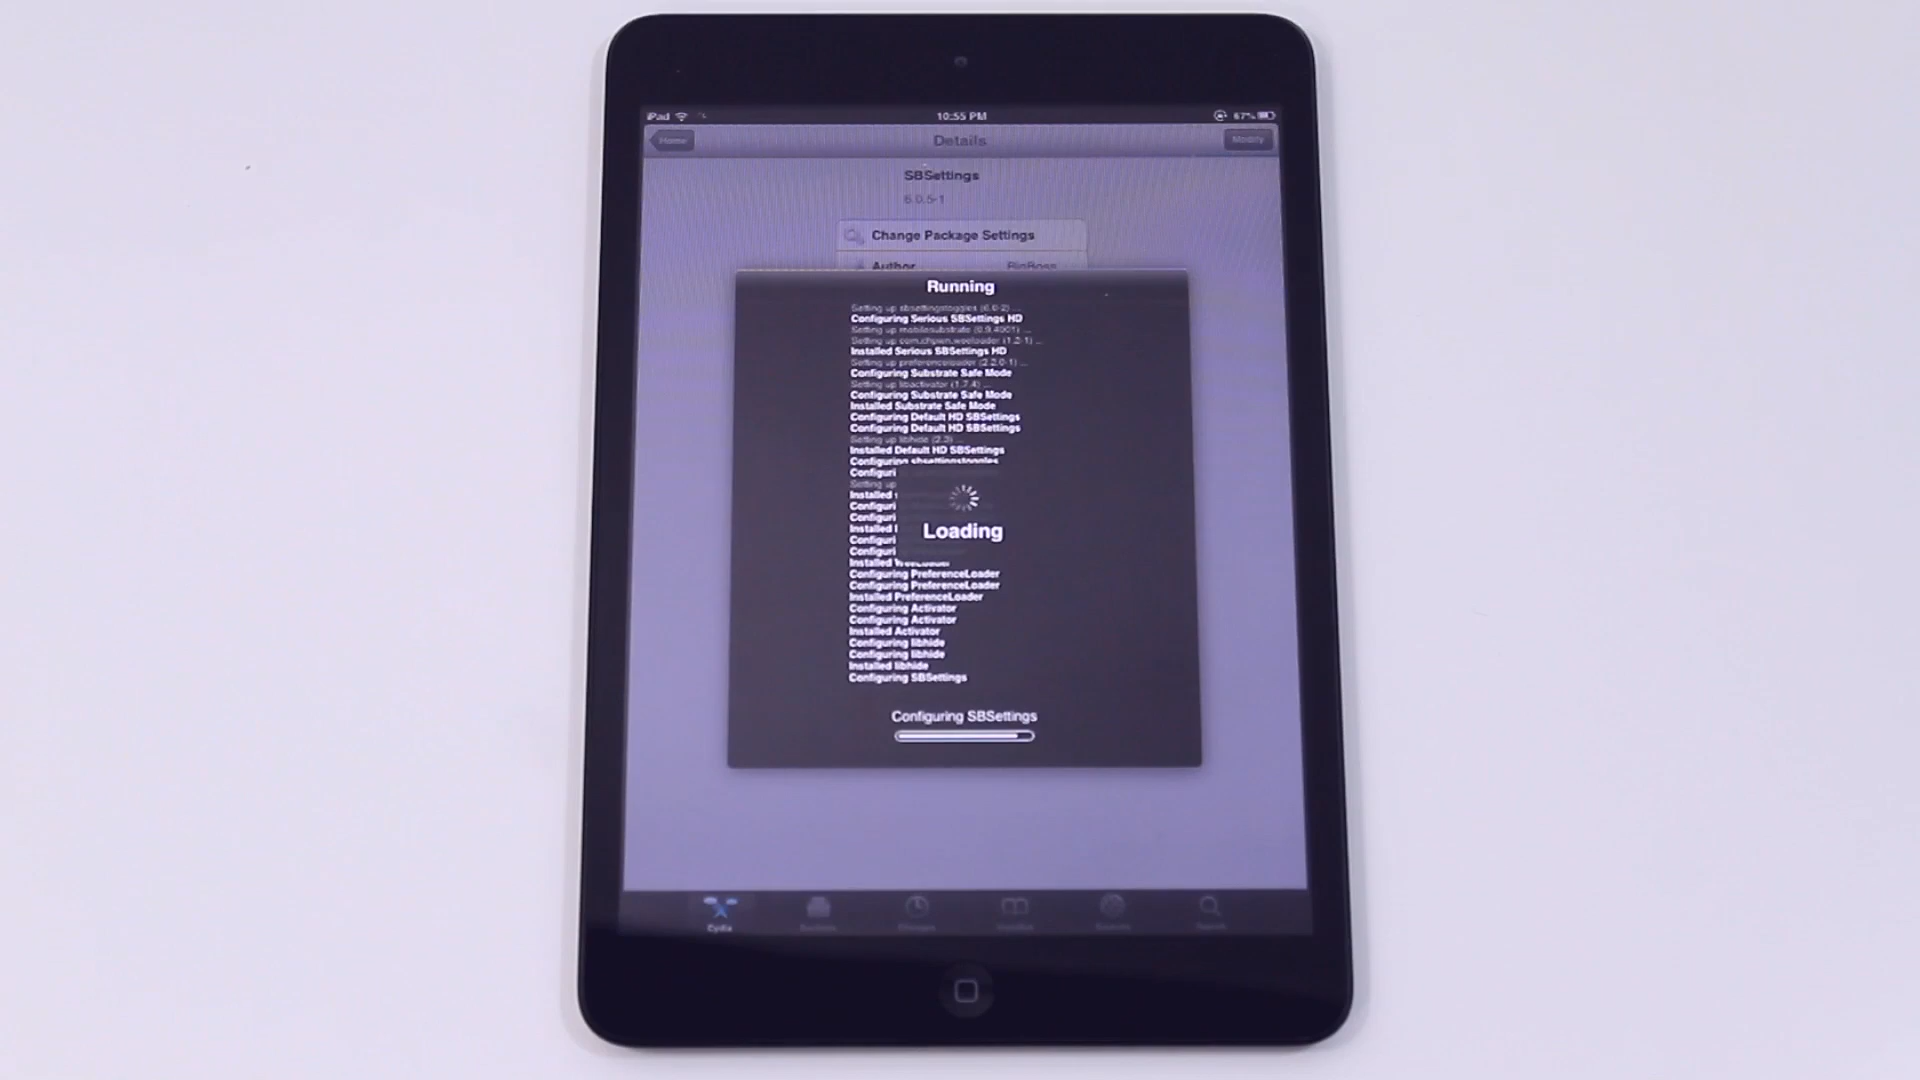 iPad 10:55 PM 67%
Home Details Modify
SBSettings
6.0.5-1
Change Package Settings
Author BigBoss
Running
Setting up sbsettingstoggles (6.0-2) ...
Configuring Serious SBSettings HD
Setting up mobilesubstrate (0.9.4001) ...
Setting up com.chpwn.weeloader (1.2-1) ...
Installed Serious SBSettings HD
Setting up preferenceloader (2.2.0-1) ...
Configuring Substrate Safe Mode
Setting up libactivator (1.7.4) ...
Configuring Substrate Safe Mode
Installed Substrate Safe Mode
Configuring Default HD SBSettings
Configuring Default HD SBSettings
Setting up libhide (2.3) ...
Installed Default HD SBSettings
Configuring sbsettingstoggles
Configuri
Setting up
Installed
Configuri
Configuri
Installed
Configuri
Configuri
Installed WeeLoader
Loading
Configuring PreferenceLoader
Configuring PreferenceLoader
Installed PreferenceLoader
Configuring Activator
Configuring Activator
Installed Activator
Configuring libhide
Configuring libhide
Installed libhide
Configuring SBSettings
Configuring SBSettings
Cydia